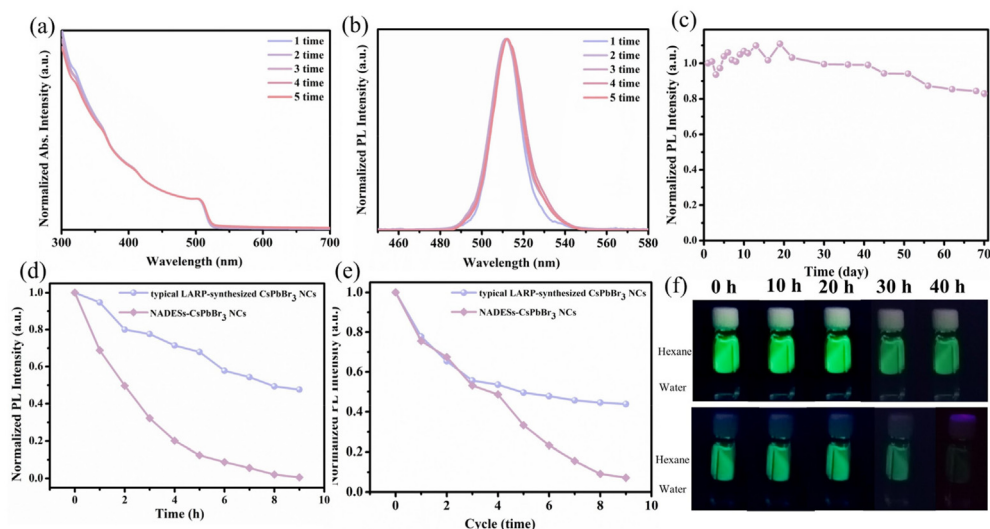 (a)
Normalized Abs. Intensity (a.u.)
1 time
2 time
3 time
4 time
5 time
300 400 500 600 700
Wavelength (nm)
(b)
Normalized PL Intensity (a.u.)
1 time
2 time
3 time
4 time
5 time
460 480 500 520 540 560 580
Wavelength (nm)
(c)
Normalized PL Intensity (a.u.)
1.2
1.0
0.8
0.6
0.4
0.2
0.0
0 10 20 30 40 50 60 70
Time (day)
(d)
Normalized PL Intensity (a.u.)
typical LARP-synthesized CsPbBr3 NCs
NADESs-CsPbBr3 NCs
1.0
0.8
0.6
0.4
0.2
0.0
0 2 4 6 8 10
Time (h)
(e)
Normalized PL Intensity (a.u.)
typical LARP-synthesized CsPbBr3 NCs
NADESs-CsPbBr3 NCs
1.0
0.8
0.6
0.4
0.2
0.0
0 2 4 6 8 10
Cycle (time)
(f)
0 h 10 h 20 h 30 h 40 h
Hexane
Water
Hexane
Water